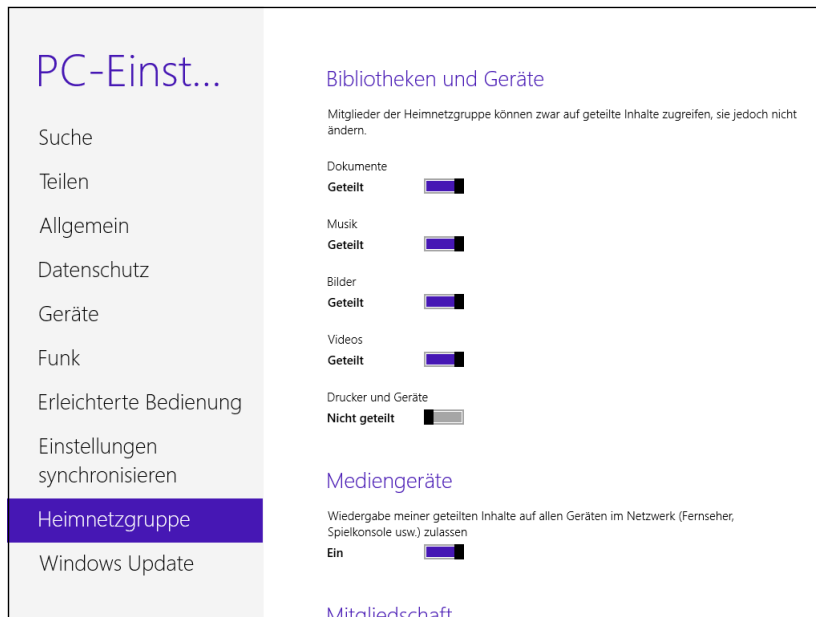 PC-Einst...
Suche
Teilen
Allgemein
Datenschutz
Geräte
Funk
Erleichterte Bedienung
Einstellungen
synchronisieren
Heimnetzgruppe
Windows Update
Bibliotheken und Geräte
Mitglieder der Heimnetzgruppe können zwar auf geteilte Inhalte zugreifen, sie jedoch nicht
ändern.
Dokumente
Geteilt
Musik
Geteilt
Bilder
Geteilt
Videos
Geteilt
Drucker und Geräte
Nicht geteilt
Mediengeräte
Wiedergabe meiner geteilten Inhalte auf allen Geräten im Netzwerk (Fernseher,
Spielkonsole usw.) zulassen
Ein
Mitgliedschaft